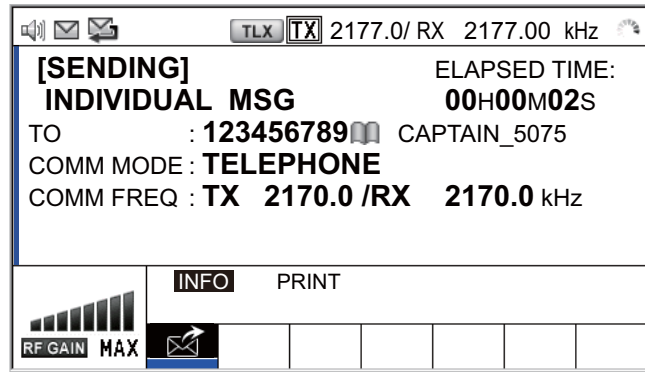 TLX TX 2177.0/ RX 2177.00 kHz
[SENDING] ELAPSED TIME:
INDIVIDUAL MSG 00H00M02S
TO : 123456789 CAPTAIN_5075
COMM MODE : TELEPHONE
COMM FREQ : TX 2170.0 /RX 2170.0 kHz
INFO PRINT
RF GAIN MAX